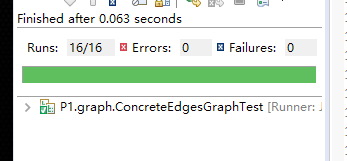 Finished after 0.063 seconds
Runs: 16/16 Errors: 0 Failures: 0
P1.graph.ConcreteEdgesGraphTest [Runner: